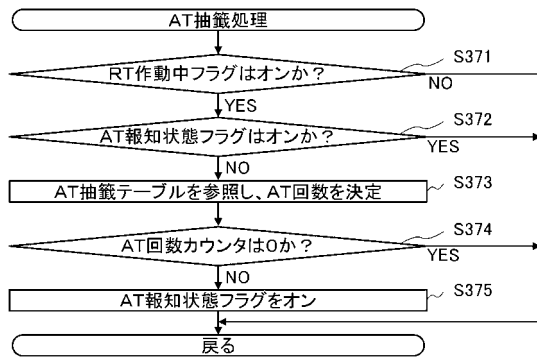 AT抽籤処理
S371
RT作動中フラグはオンか？
NO
YES
S372
AT報知状態フラグはオンか？
YES
NO
S373
AT抽籤テーブルを参照し、AT回数を決定
S374
AT回数カウンタは0か？
YES
NO
S375
AT報知状態フラグをオン
戻る